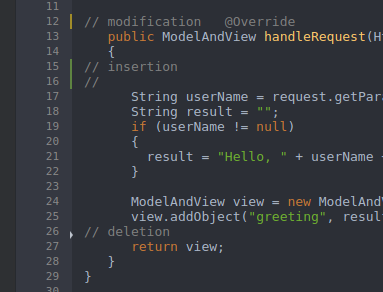 11
12 // modification @Override
13 public ModelAndView handleRequest(H
14 {
15 // insertion
16 //
17 String userName = request.getPara
18 String result = "";
19 if (userName != null)
20 {
21 result = "Hello, " + userName +
22 }
23
24 ModelAndView view = new ModelAndV
25 view.addObject("greeting", resul
26 // deletion
27 return view;
28 }
29 }
30